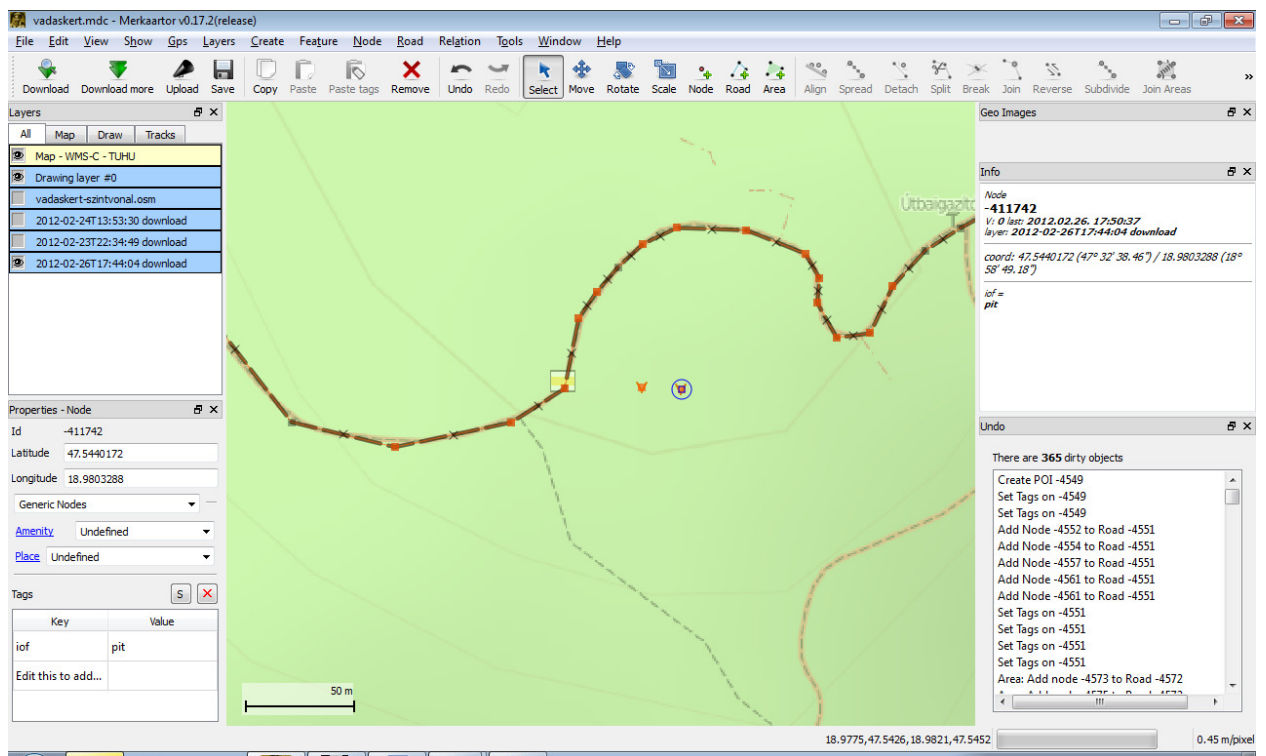 vadaskert.mdc - Merkaartor v0.17.2(release)
File Edit View Show Gps Layers Create Feature Node Road Relation Tools Window Help
Download Download more Upload Save Copy Paste Paste tags Remove Undo Redo Select Move Rotate Scale Node Road Area Align Spread Detach Split Break Join Reverse Subdivide Join Areas »
Layers
All Map Draw Tracks
Map - WMS-C - TUHU
Drawing layer #0
vadaskert-szintvonal.osm
2012-02-24T13:53:30 download
2012-02-23T22:34:49 download
2012-02-26T17:44:04 download
Properties - Node
Id -411742
Latitude 47.5440172
Longitude 18.9803288
Generic Nodes
Amenity Undefined
Place Undefined
Tags S
Key Value
iof pit
Edit this to add...
50 m
Geo Images
Info
Node
-411742
V: 0 last: 2012.02.26. 17:50:37
layer: 2012-02-26T17:44:04 download
coord: 47.5440172 (47° 32' 38.46") / 18.9803288 (18°
58' 49.18")
iof =
pit
Undo
There are 365 dirty objects
Create POI -4549
Set Tags on -4549
Set Tags on -4549
Add Node -4552 to Road -4551
Add Node -4554 to Road -4551
Add Node -4557 to Road -4551
Add Node -4561 to Road -4551
Add Node -4561 to Road -4551
Set Tags on -4551
Set Tags on -4551
Set Tags on -4551
Set Tags on -4551
Area: Add node -4573 to Road -4572
18.9775,47.5426,18.9821,47.5452
0.45 m/pixel